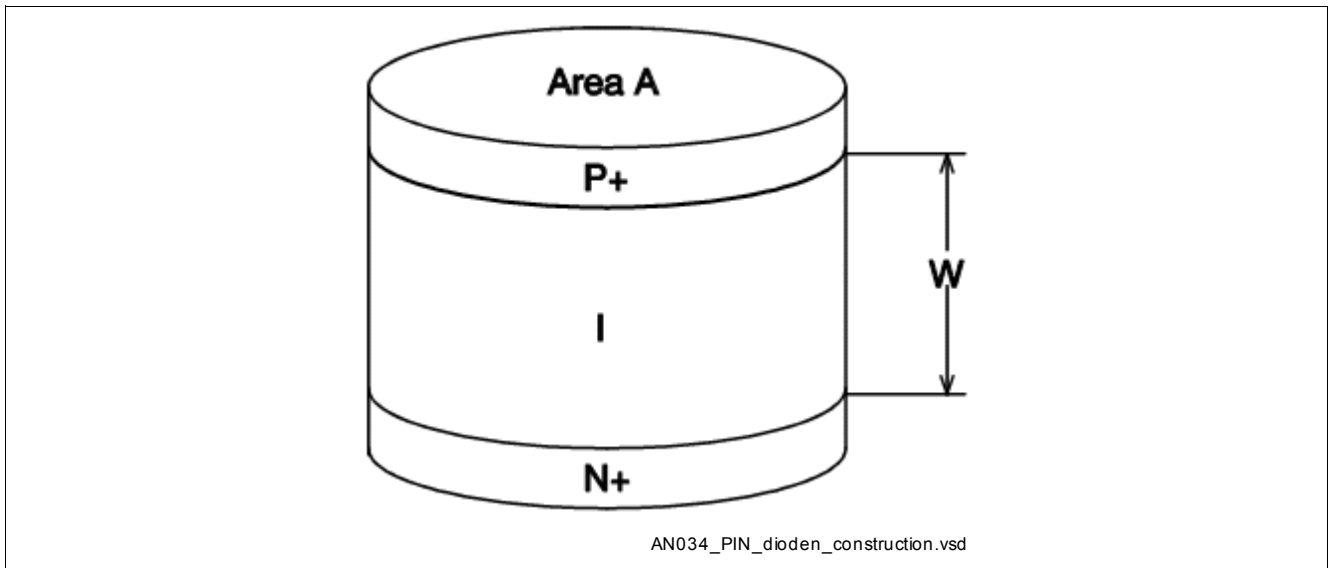 Area A
P+
W
I
N+
AN034_PIN_dioden_construction.vsd